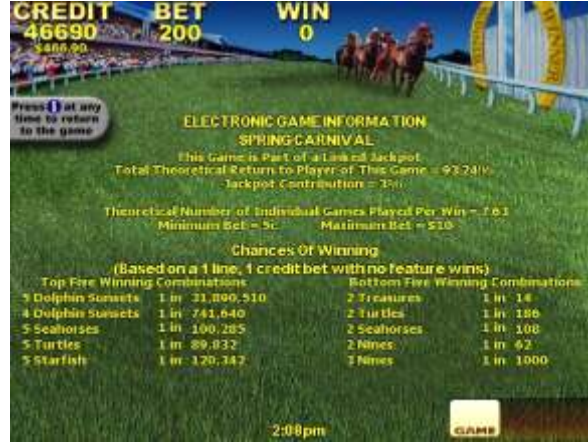 CREDIT BET WIN
46690 200 0
$466.90
WINNER
Press i at any
time to return
to the game
ELECTRONIC GAME INFORMATION
SPRING CARNIVAL
This Game is Part of a Linked Jackpot
Total Theoretical Return to Player of This Game = 93.24%
Jackpot Contribution = 3%
Theoretical Number of Individual Games Played Per Win = 7.63
Minimum Bet = 5c Maximum Bet = $10
Chances Of Winning
(Based on a 1 line, 1 credit bet with no feature wins)
Top Five Winning Combinations Bottom Five Winning Combinations
5 Dolphin Sunsets 1 in 31,890,510 2 Treasures 1 in 14
4 Dolphin Sunsets 1 in 741,640 2 Turtles 1 in 186
5 Seahorses 1 in 100,285 2 Seahorses 1 in 108
5 Turtles 1 in 89,832 2 Nines 1 in 62
5 Starfish 1 in 120,342 3 Nines 1 in 1000
2:08pm
GAME